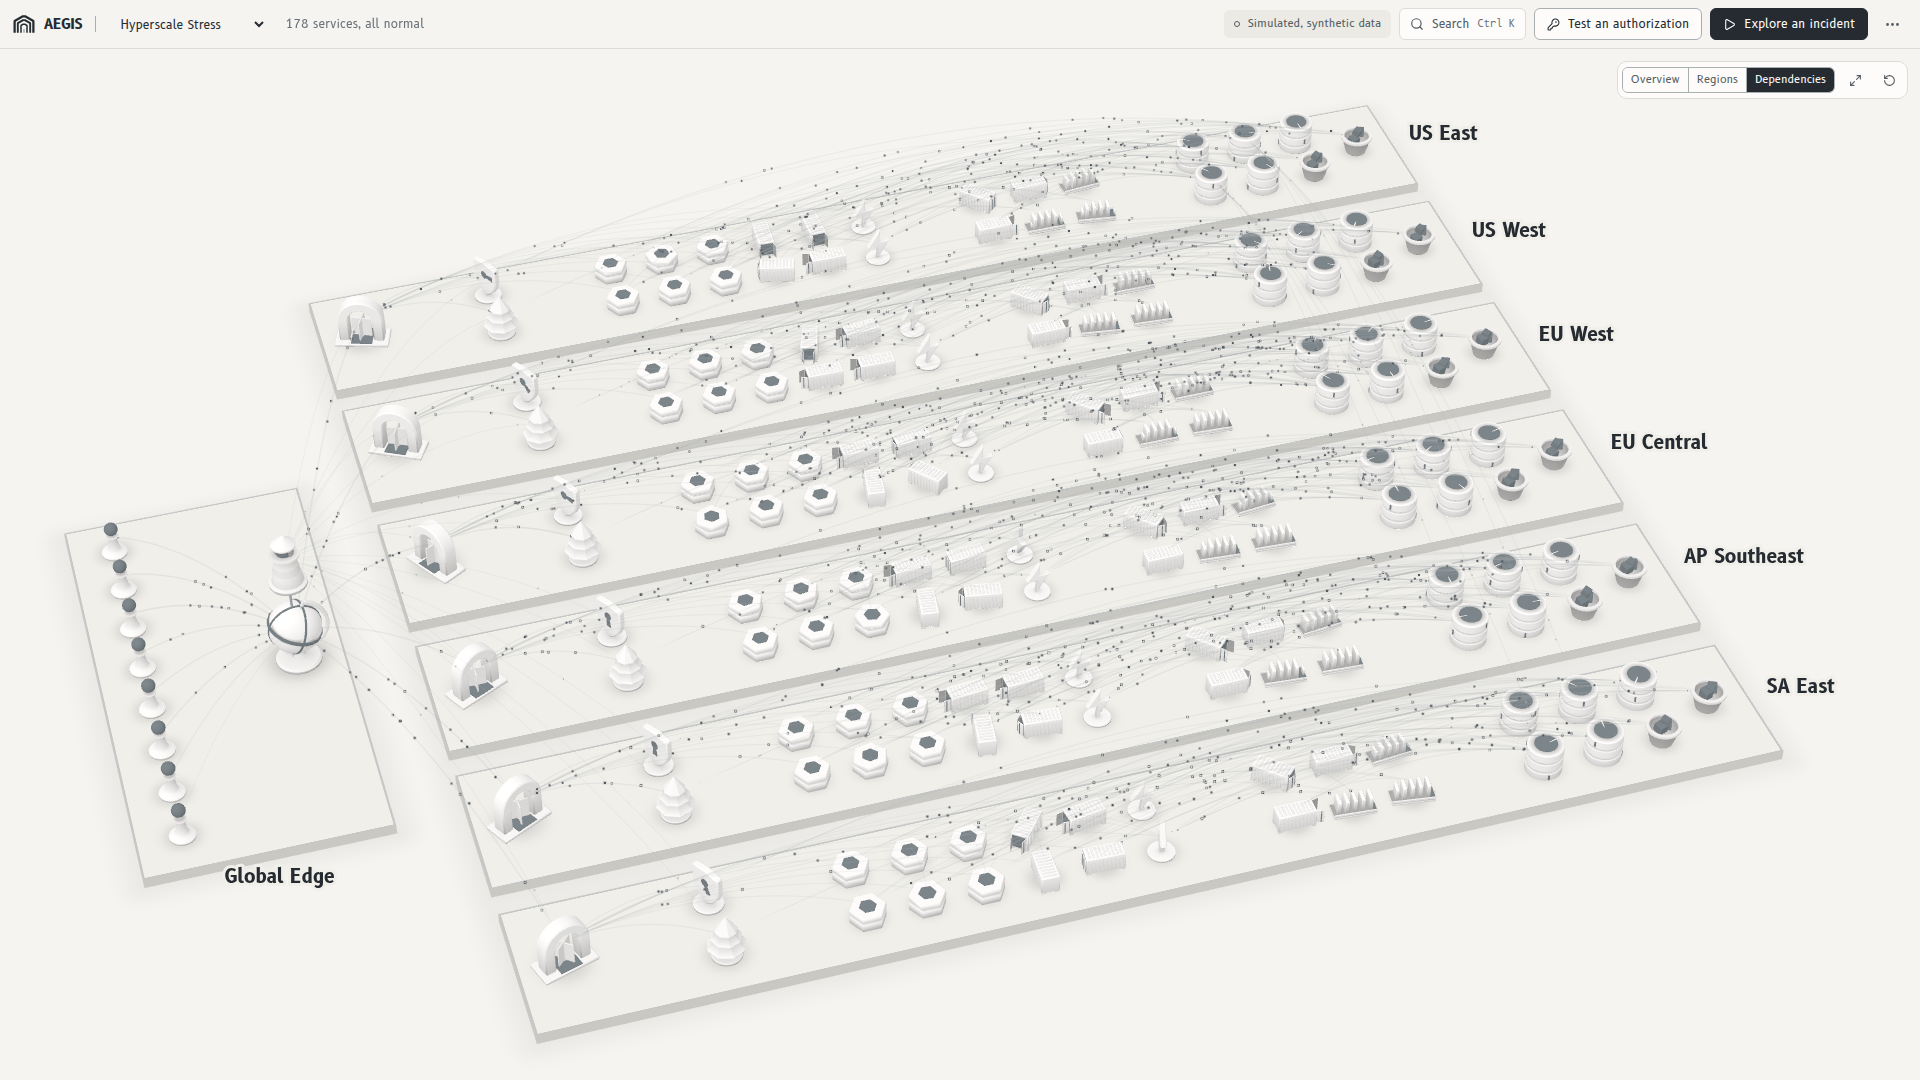 AEGIS
Hyperscale Stress
178 services, all normal
Simulated, synthetic data
Search Ctrl K
Test an authorization
Explore an incident
Overview
Regions
Dependencies
US East
US West
EU West
EU Central
AP Southeast
SA East
Global Edge